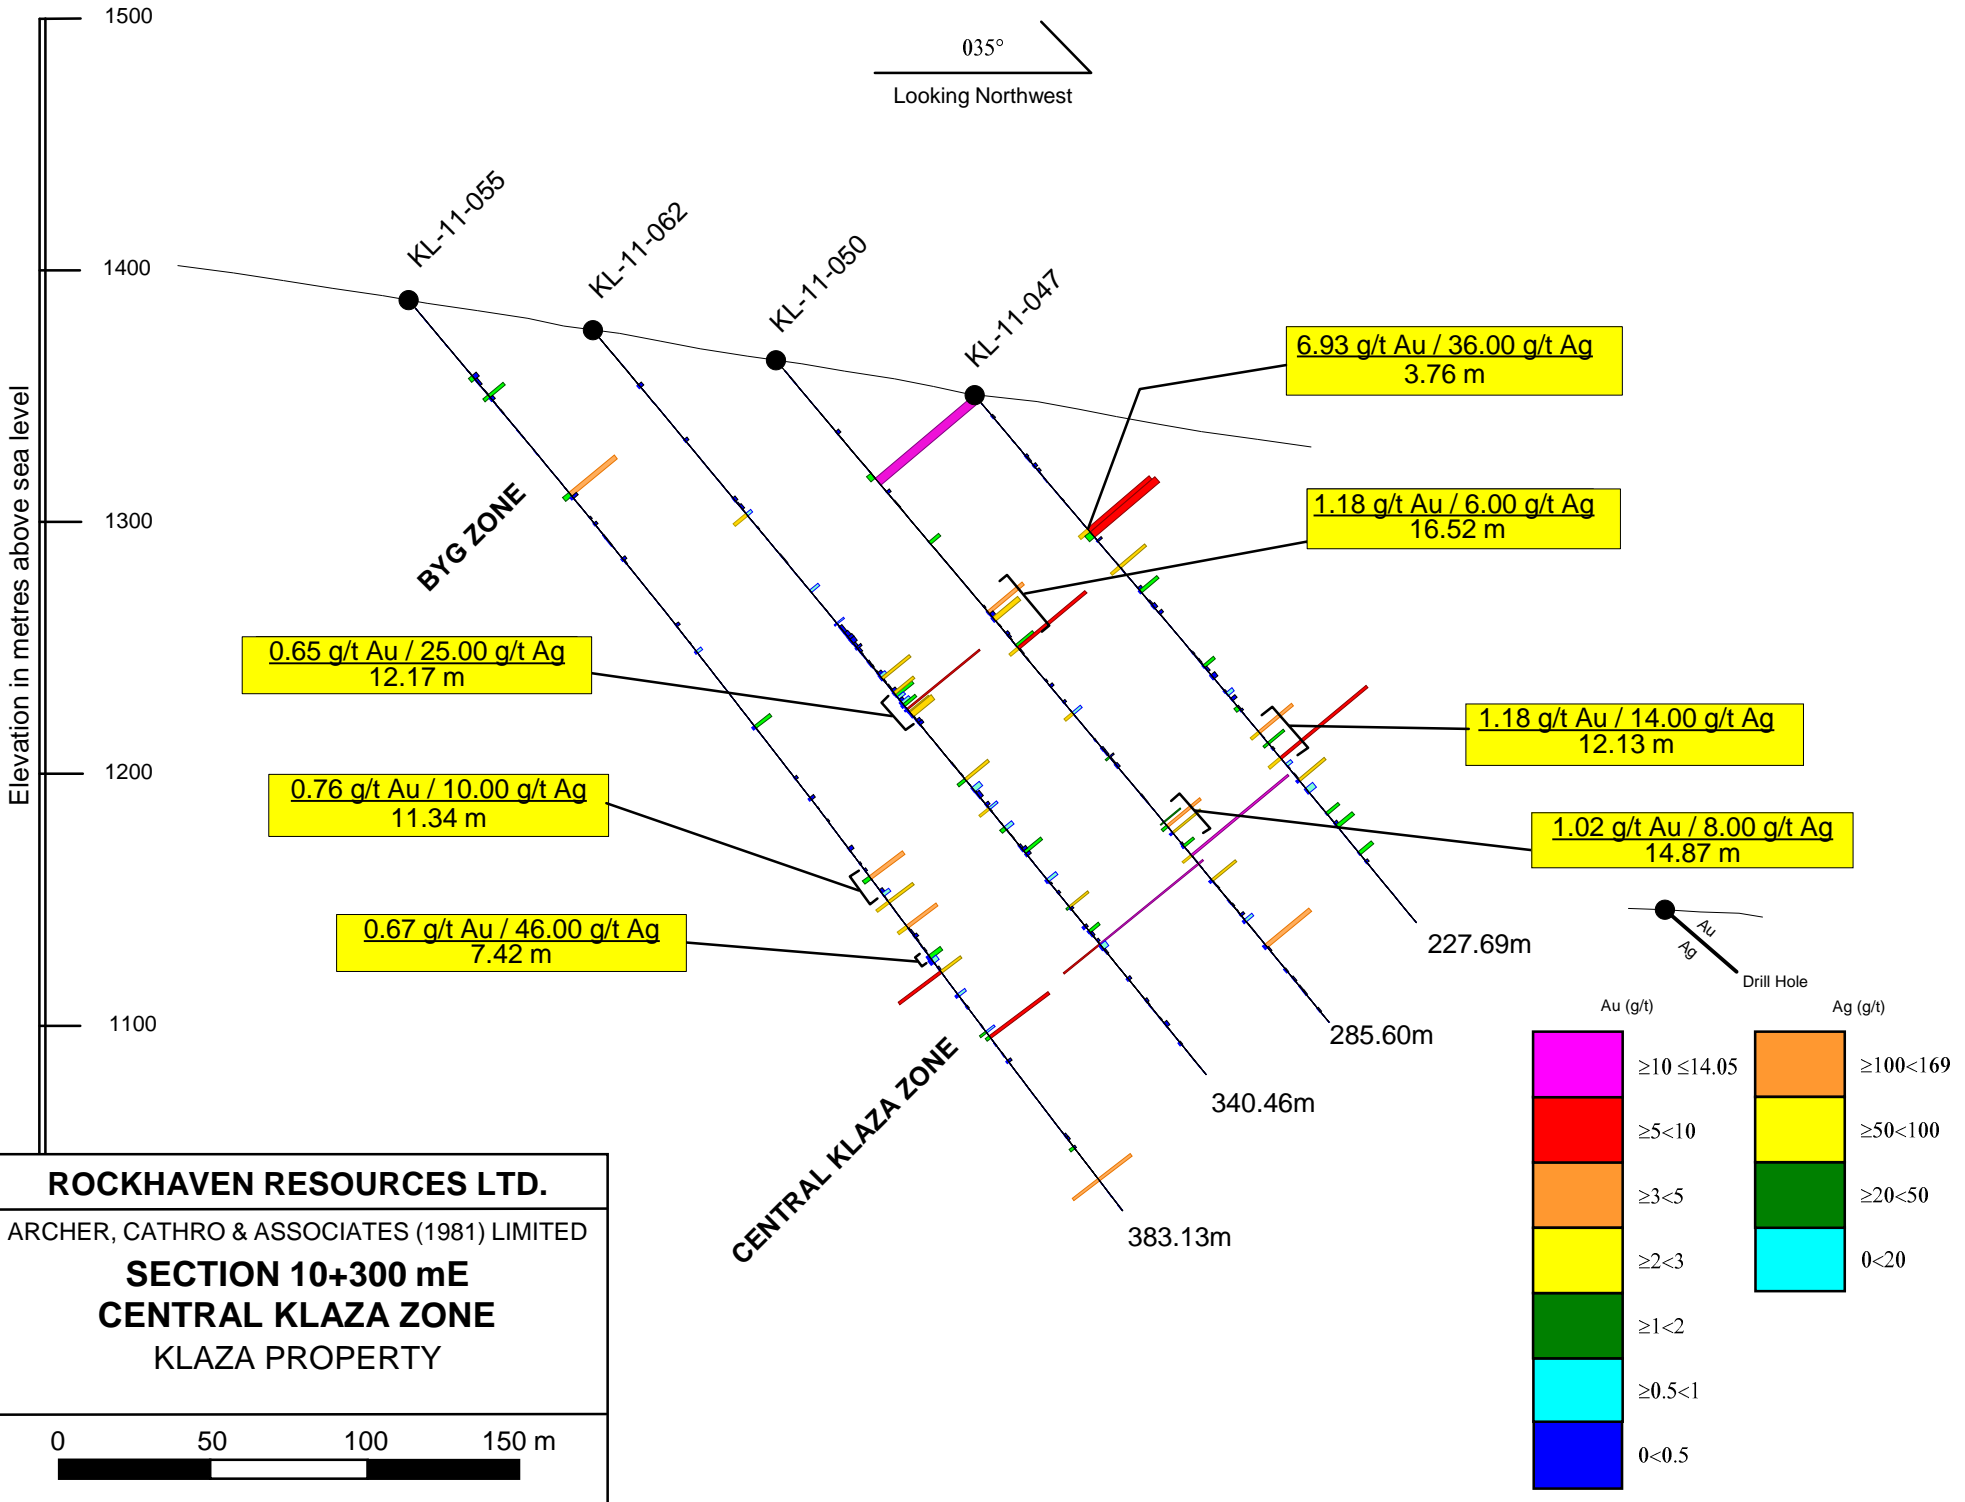 1500
035°
Looking Northwest
KL-11-055
KL-11-062
KL-11-050
KL-11-047
1400
1300
1200
1100
Elevation in metres above sea level
BYG ZONE
6.93 g/t Au / 36.00 g/t Ag
3.76 m
1.18 g/t Au / 6.00 g/t Ag
16.52 m
0.65 g/t Au / 25.00 g/t Ag
12.17 m
1.18 g/t Au / 14.00 g/t Ag
12.13 m
0.76 g/t Au / 10.00 g/t Ag
11.34 m
1.02 g/t Au / 8.00 g/t Ag
14.87 m
0.67 g/t Au / 46.00 g/t Ag
7.42 m
227.69m
285.60m
340.46m
383.13m
CENTRAL KLAZA ZONE
Au
Ag
Drill Hole
Au (g/t)
≥10 ≤14.05
≥5<10
≥3<5
≥2<3
≥1<2
≥0.5<1
0<0.5
Ag (g/t)
≥100<169
≥50<100
≥20<50
0<20
ROCKHAVEN RESOURCES LTD.
ARCHER, CATHRO & ASSOCIATES (1981) LIMITED
SECTION 10+300 mE
CENTRAL KLAZA ZONE
KLAZA PROPERTY
0 50 100 150 m